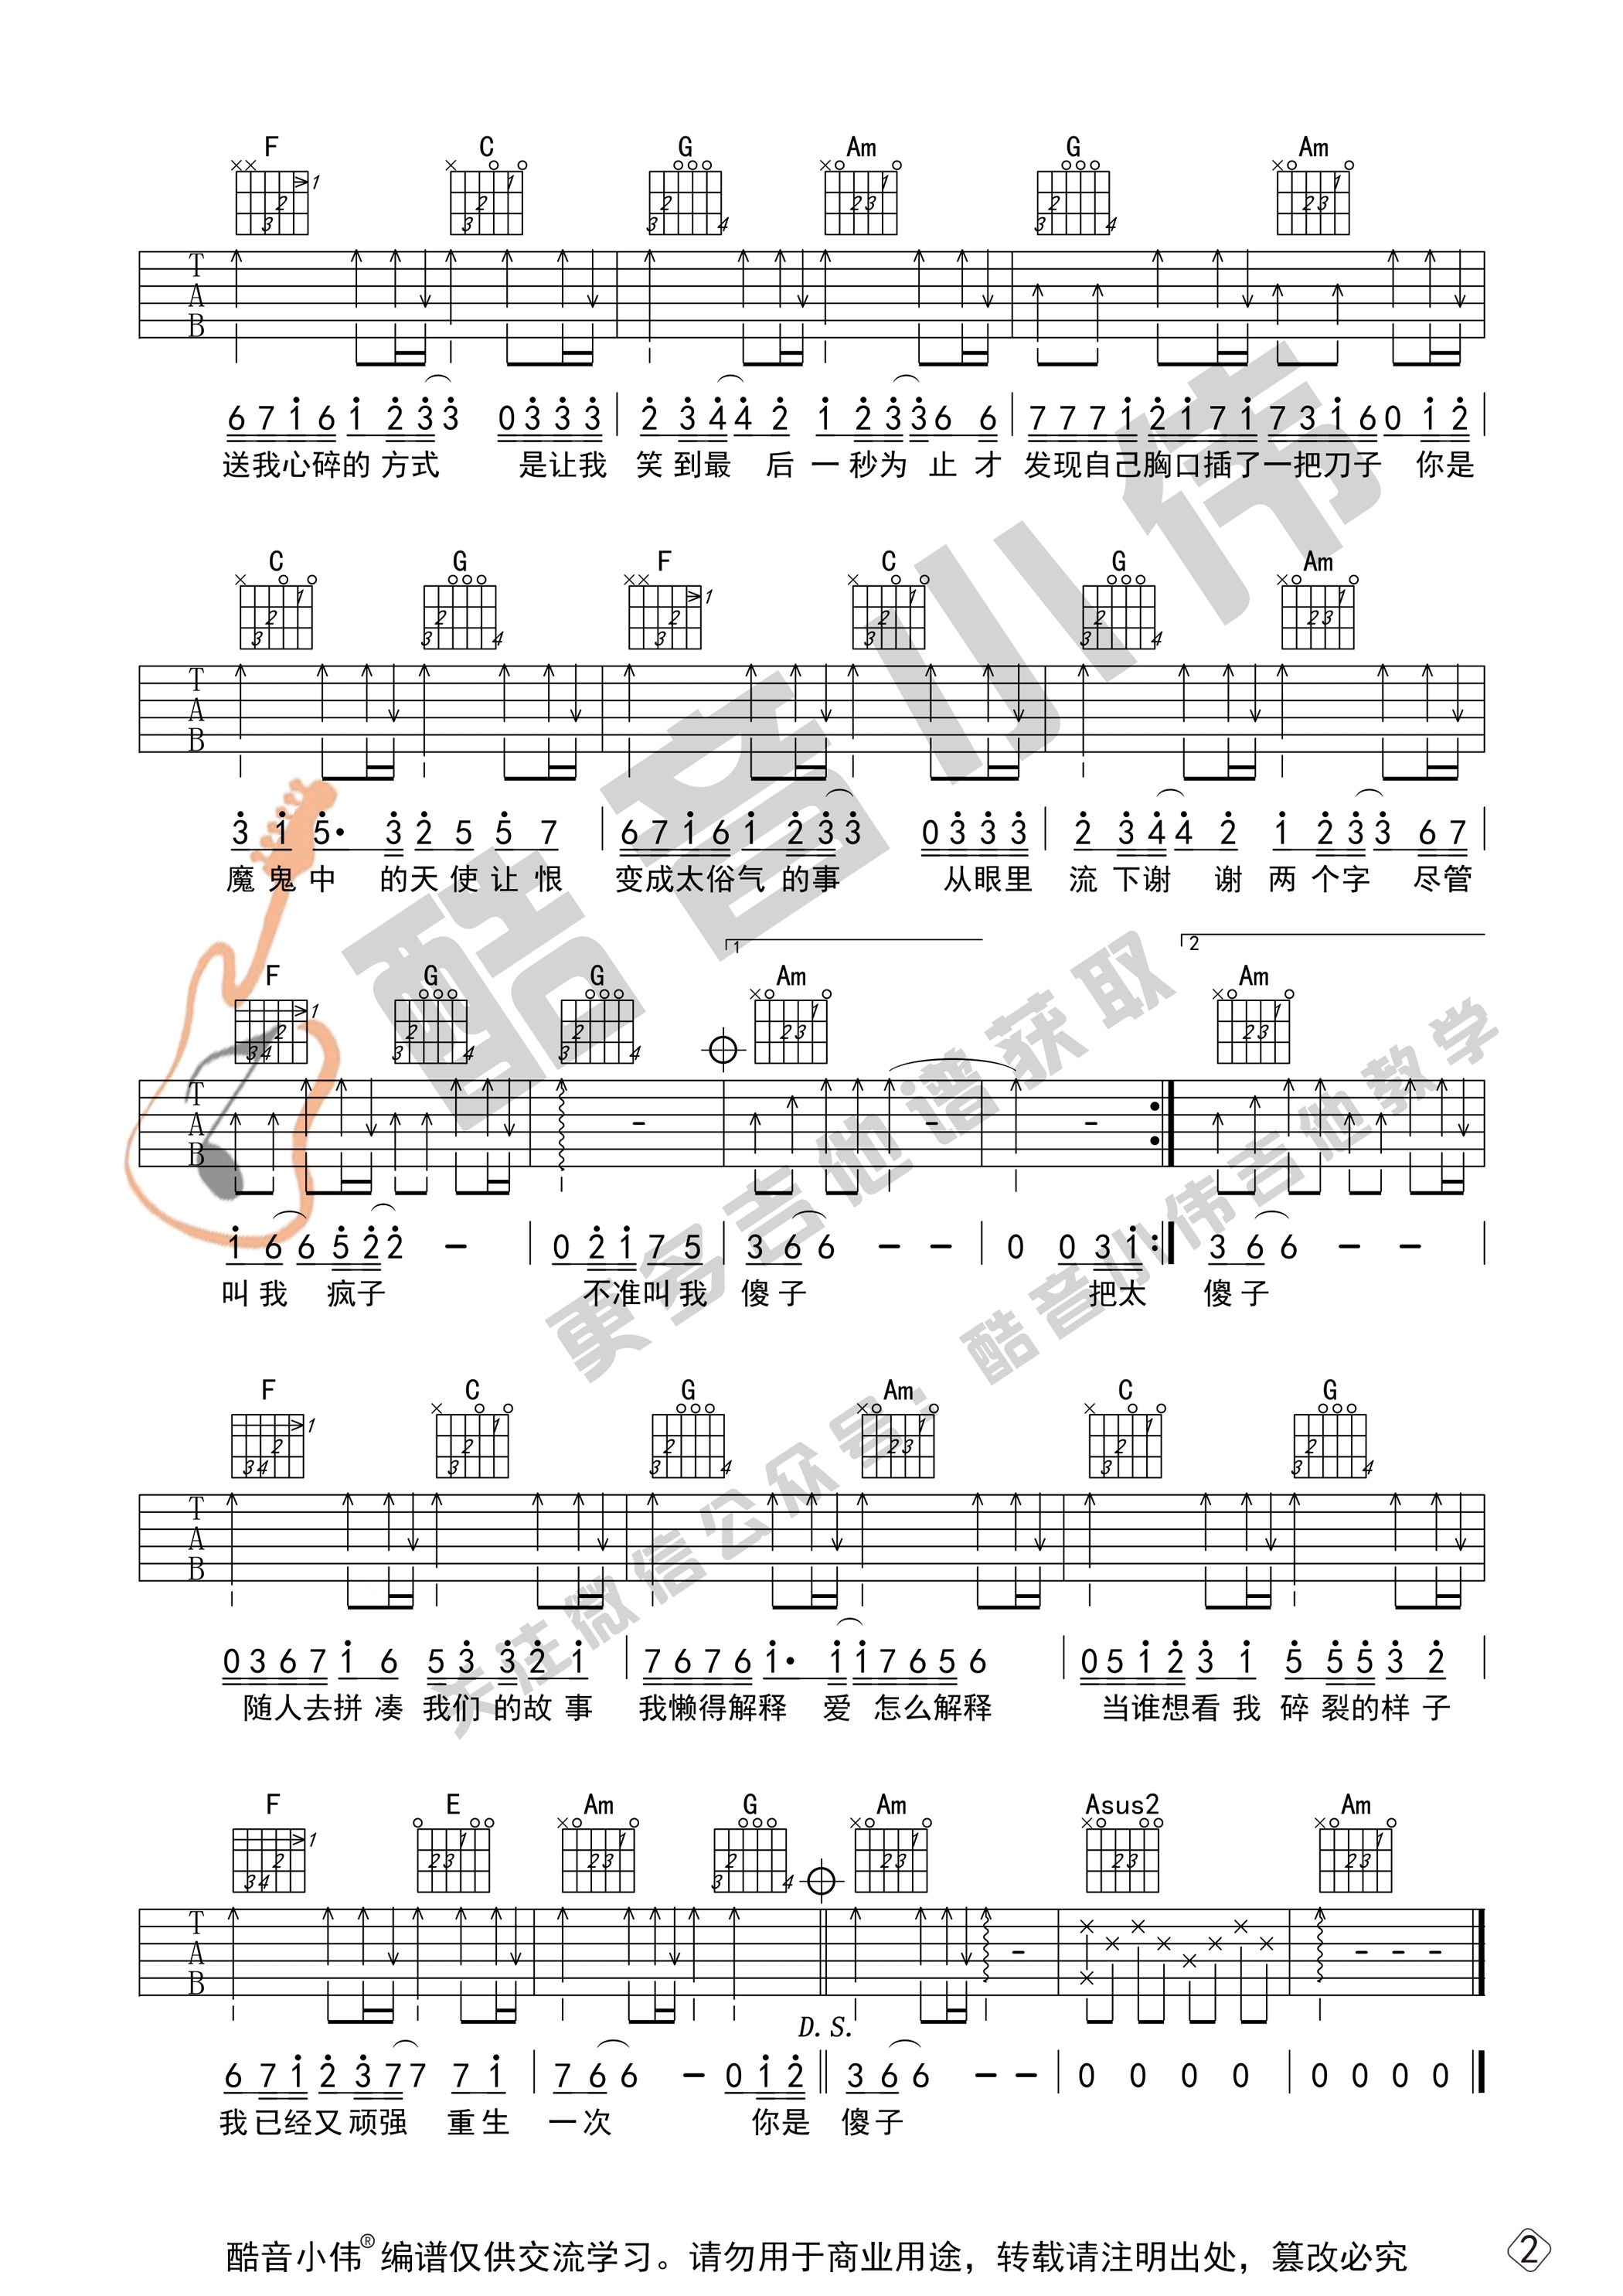 F C G Am G Am
×× × ×○ ×○
T
A
B
6 7 1̇ 6 1̇ 2̇ 3̇ 3̇ 0 3̇ 3̇ 3̇ | 2̇ 3̇ 4̇ 4̇ 2̇ 1̇ 2̇ 3̇ 3̇ 6 6 | 7 7 7 1̇ 2̇ 1̇ 7 1̇ 7 3 1̇ 6 0 1̇ 2̇ |
送我心碎的 方式 是让我 笑 到最 后 一 秒为 止 才 发现自己胸口插了一把刀子 你是
C G F C G Am
T
A
B
3̇ 1̇ 5̇· 3̇ 2̇ 5 5̇ 7 | 6 7 1̇ 6 1̇ 2̇ 3̇ 3̇ 0 3̇ 3̇ 3̇ | 2̇ 3̇ 4̇ 4̇ 2̇ 1̇ 2̇ 3̇ 3̇ 6 7 |
魔 鬼 中 的天 使 让 恨 变成太俗气 的事 从眼里 流 下谢 谢 两 个字 尽管
1 2
F G G Am Am
T
A
B
1̇ 6 6 5̇ 2̇ 2̇ – | 0 2̇ 1̇ 7 5 | 3 6 6 – – | 0 0 3 1̇ :‖ 3 6 6 – – |
叫 我 疯子 不准叫 我 傻 子 把太 傻 子
F C G Am C G
T
A
B
0 3 6 7 1̇ 6 5 3̇ 3̇ 2̇ 1̇ | 7 6 7 6 1̇· 1̇ 1̇ 7 6 5 6 | 0 5 1̇ 2̇ 3̇ 1̇ 5̇ 5̇ 5̇ 3̇ 2̇ |
随人去拼 凑 我们 的故 事 我懒得解释 爱 怎么解释 当谁想看 我 碎 裂的样 子
F E Am G Am Asus2 Am
T
A
B
D. S.
6 7 1̇ 2̇ 3̇ 7 7 7 1̇ | 7 6 6 – 0 1̇ 2̇ ‖ 3 6 6 – – | 0 0 0 0 | 0 0 0 0 ‖
我 已经又 顽强 重 生 一 次 你是 傻 子
酷音小伟
更多吉他谱获取
关注微信公众号：酷音小伟吉他教学
酷音小伟® 编谱仅供交流学习。请勿用于商业用途，转载请注明出处，篡改必究
2